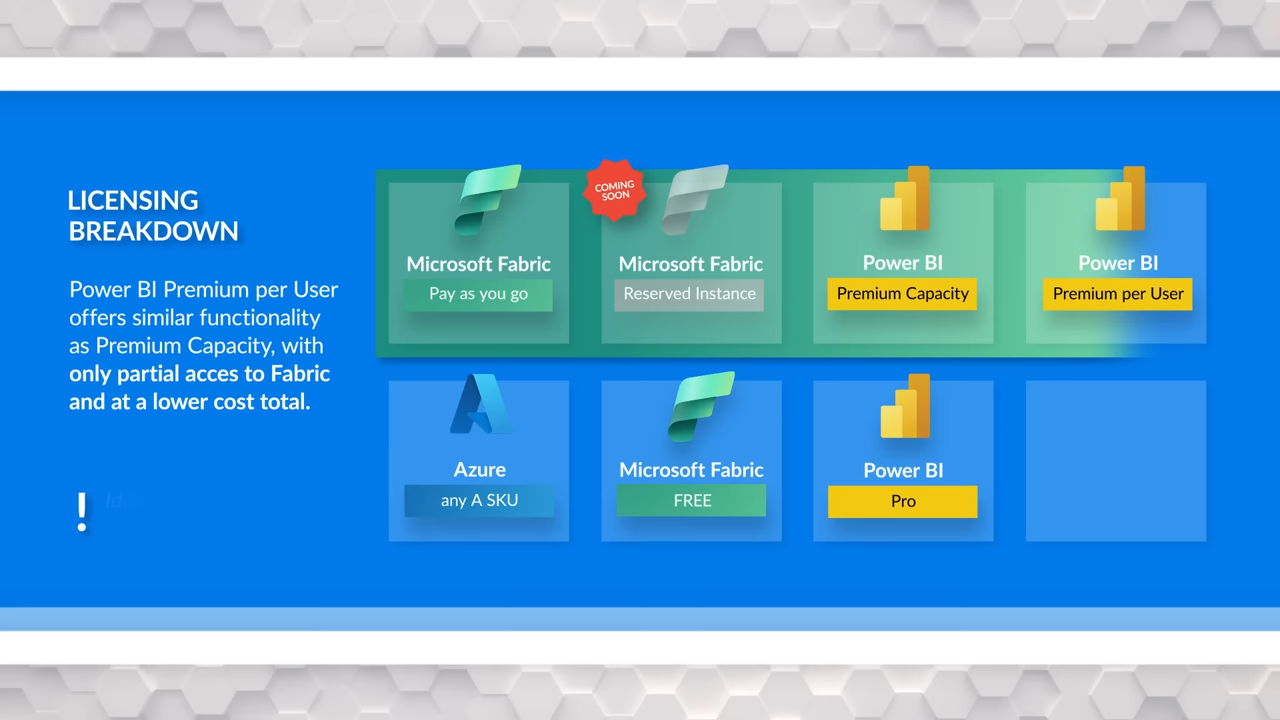 LICENSING
BREAKDOWN
Power BI Premium per User
offers similar functionality
as Premium Capacity, with
only partial acces to Fabric
and at a lower cost total.
!
COMING
SOON
Microsoft Fabric
Pay as you go
Microsoft Fabric
Reserved Instance
Power BI
Premium Capacity
Power BI
Premium per User
Azure
any A SKU
Microsoft Fabric
FREE
Power BI
Pro